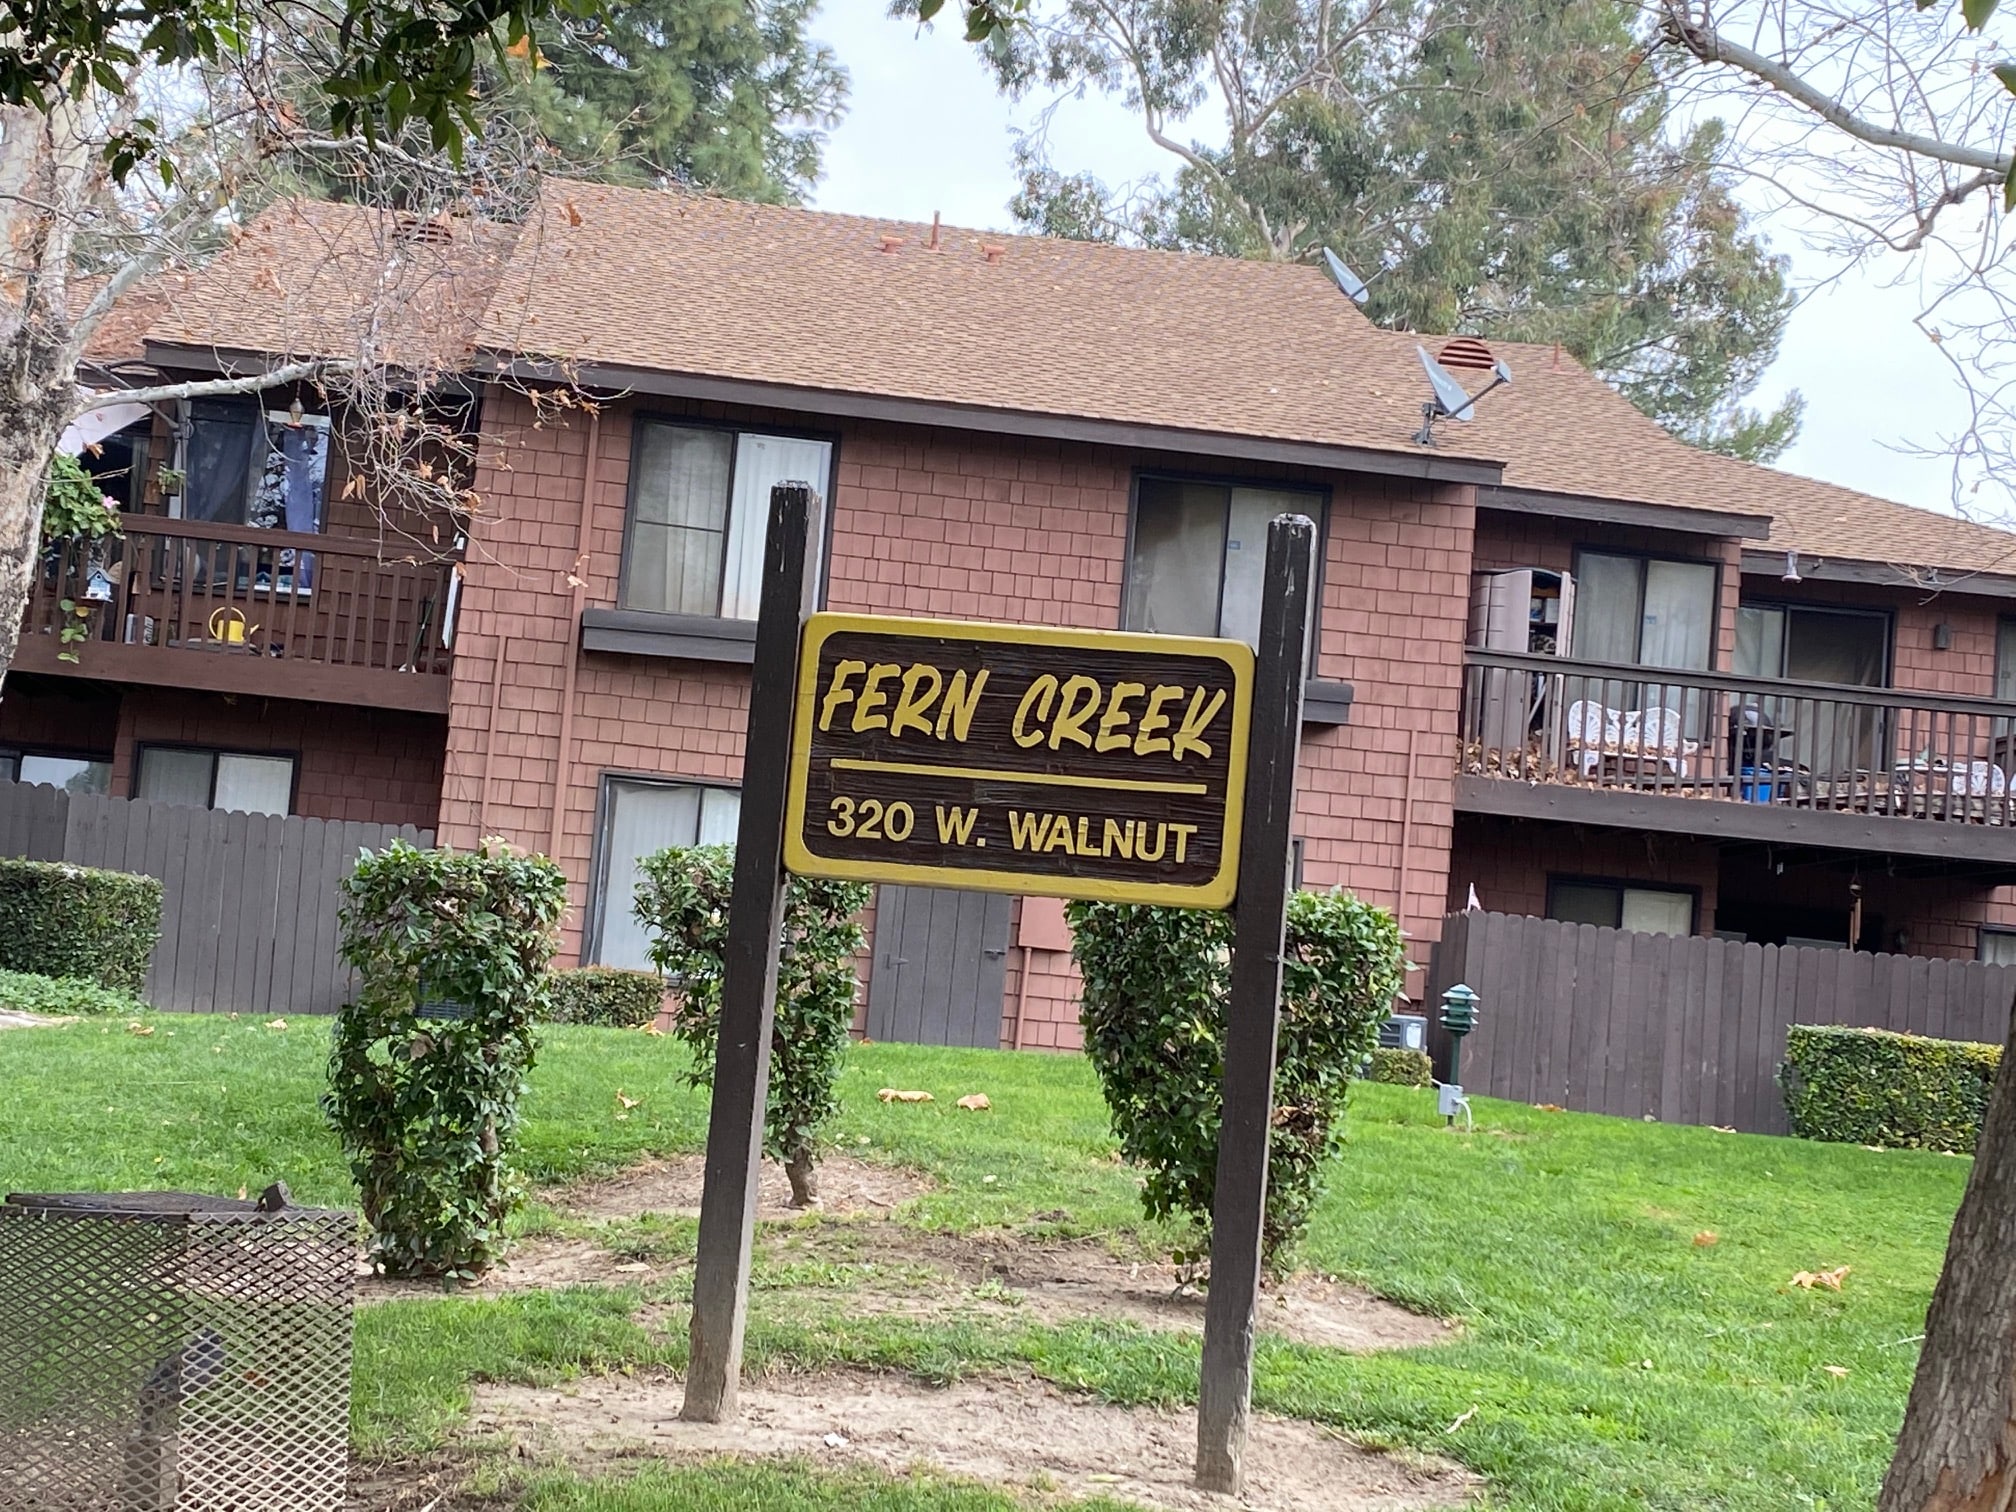 FERN CREEK
320 W. WALNUT